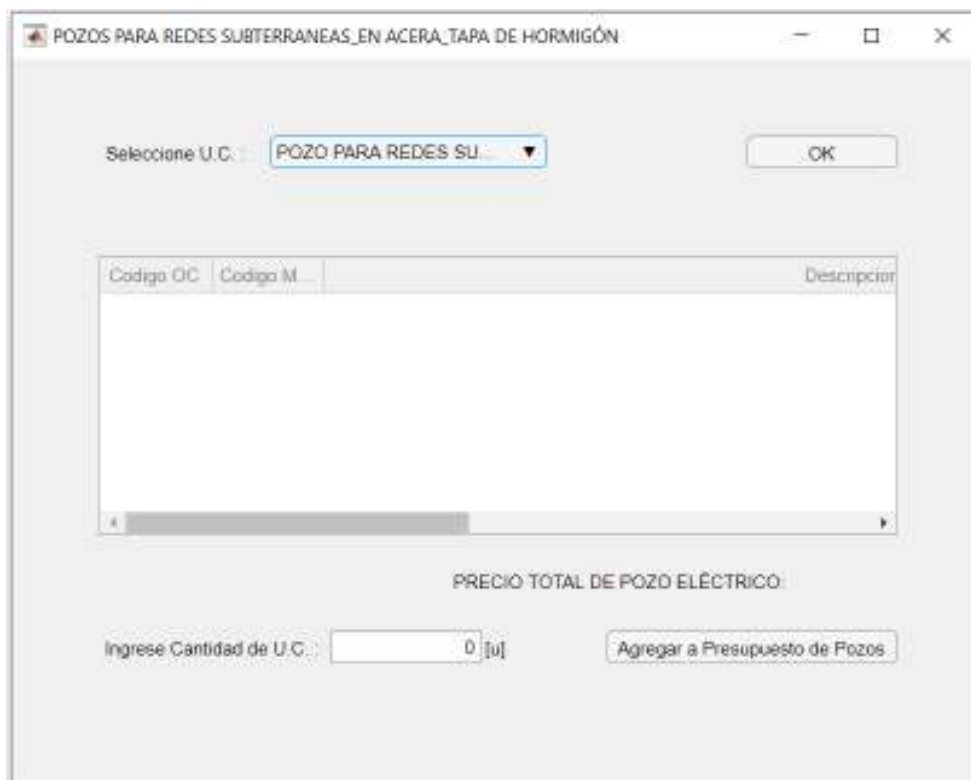 POZOS PARA REDES SUBTERRANEAS_EN ACERA_TAPA DE HORMIGÓN
Seleccione U.C. : POZO PARA REDES SU... OK
Codigo OC Codigo M... Descripcion
PRECIO TOTAL DE POZO ELÉCTRICO:
Ingrese Cantidad de U.C. : 0 [u[ Agregar a Presupuesto de Pozos